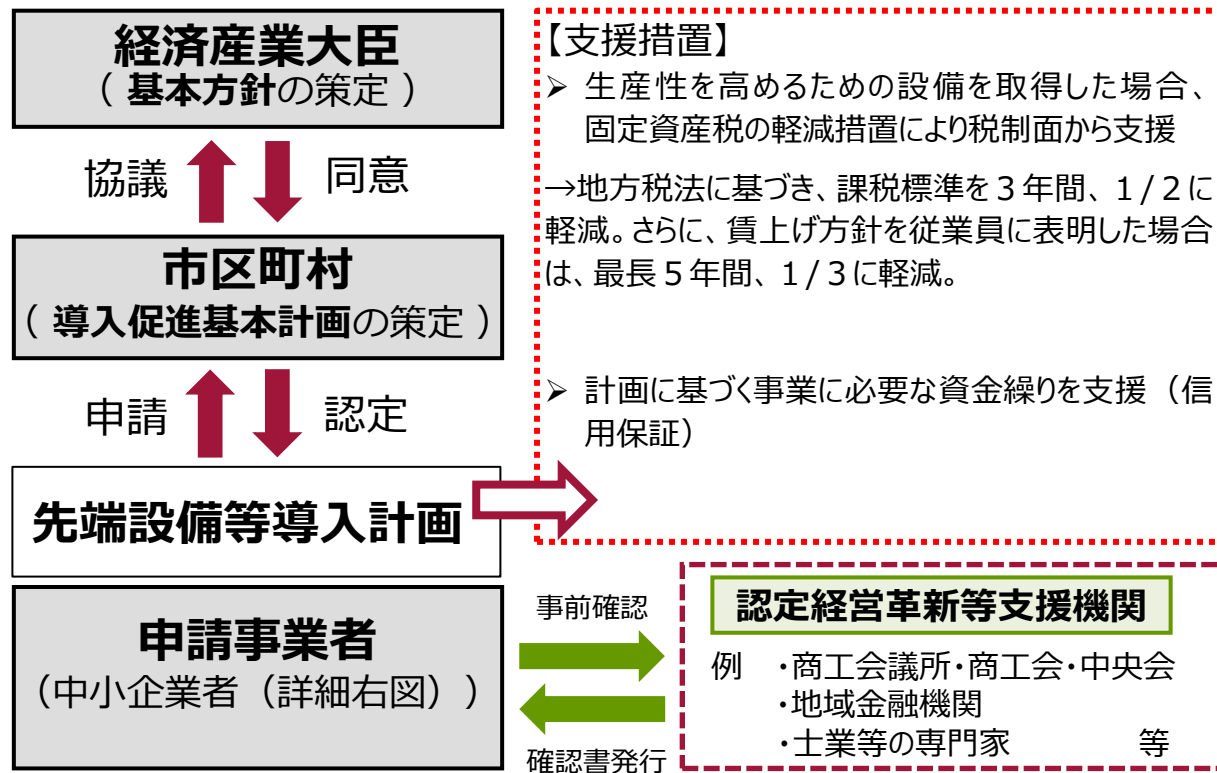 経済産業大臣
（ 基本方針の策定 ）
協議
同意
市区町村
（ 導入促進基本計画の策定 ）
申請
認定
先端設備等導入計画
申請事業者
（中小企業者（詳細右図））
【支援措置】
➢ 生産性を高めるための設備を取得した場合、
固定資産税の軽減措置により税制面から支援
→地方税法に基づき、課税標準を３年間、１/２に
軽減。さらに、賃上げ方針を従業員に表明した場合
は、最長５年間、１/３に軽減。
➢ 計画に基づく事業に必要な資金繰りを支援（信
用保証）
事前確認
確認書発行
認定経営革新等支援機関
例 ・商工会議所・商工会・中央会
・地域金融機関
・士業等の専門家 等